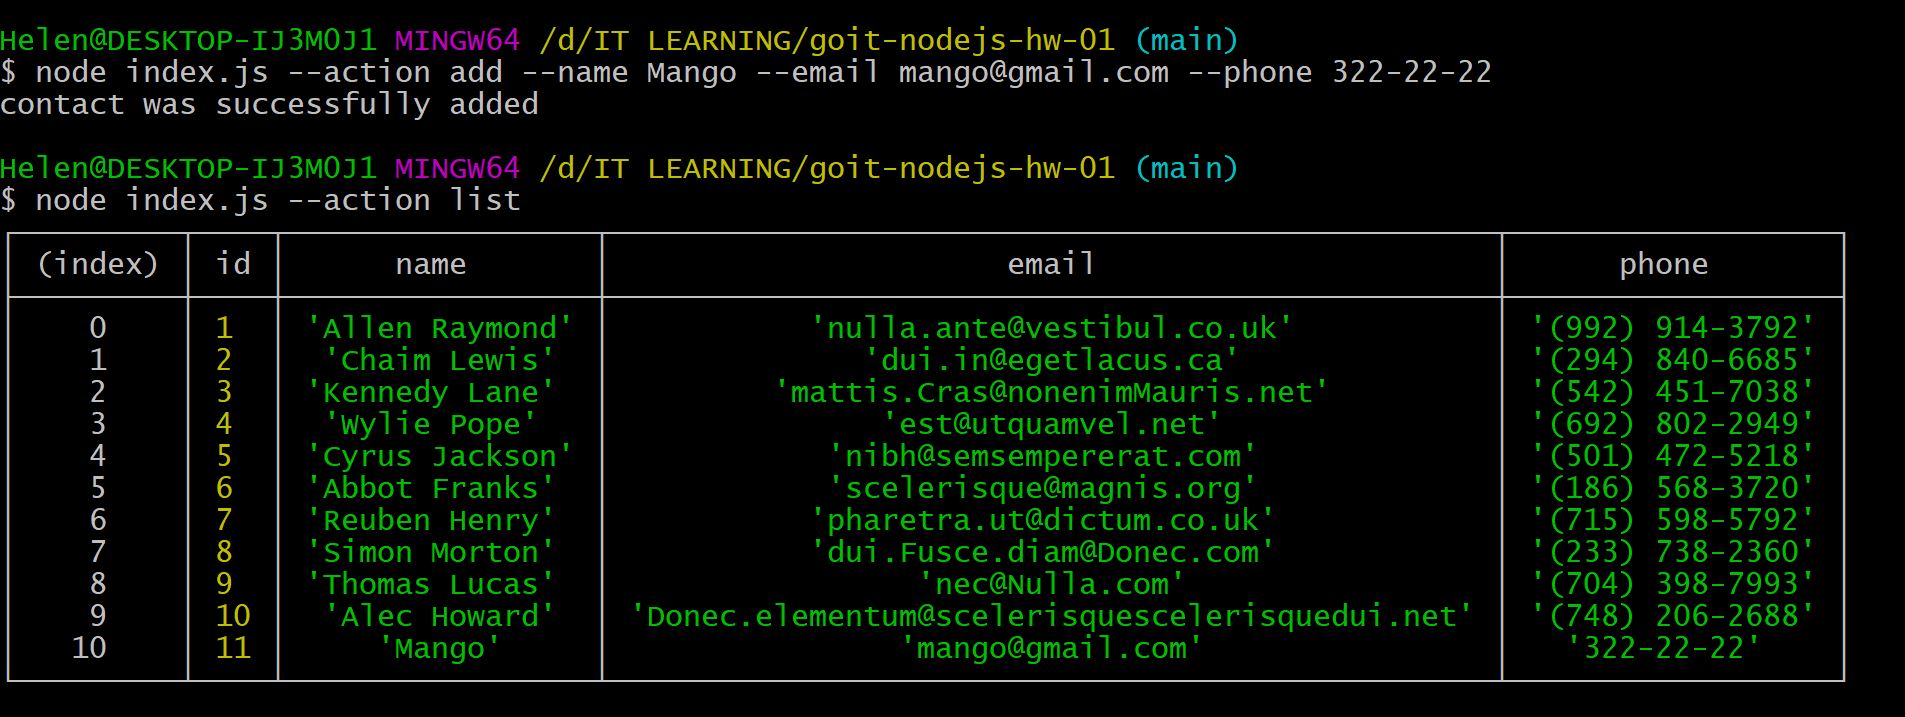 Helen@DESKTOP-IJ3M0J1 MINGW64 /d/IT LEARNING/goit-nodejs-hw-01 (main)
$ node index.js --action add --name Mango --email mango@gmail.com --phone 322-22-22
contact was successfully added
Helen@DESKTOP-IJ3M0J1 MINGW64 /d/IT LEARNING/goit-nodejs-hw-01 (main)
$ node index.js --action list
(index) id name email phone
0 1 'Allen Raymond' 'nulla.ante@vestibul.co.uk' '(992) 914-3792'
1 2 'Chaim Lewis' 'dui.in@egetlacus.ca' '(294) 840-6685'
2 3 'Kennedy Lane' 'mattis.Cras@nonenimMauris.net' '(542) 451-7038'
3 4 'Wylie Pope' 'est@utquamvel.net' '(692) 802-2949'
4 5 'Cyrus Jackson' 'nibh@semsempererat.com' '(501) 472-5218'
5 6 'Abbot Franks' 'scelerisque@magnis.org' '(186) 568-3720'
6 7 'Reuben Henry' 'pharetra.ut@dictum.co.uk' '(715) 598-5792'
7 8 'Simon Morton' 'dui.Fusce.diam@Donec.com' '(233) 738-2360'
8 9 'Thomas Lucas' 'nec@Nulla.com' '(704) 398-7993'
9 10 'Alec Howard' 'Donec.elementum@scelerisquescelerisquedui.net' '(748) 206-2688'
10 11 'Mango' 'mango@gmail.com' '322-22-22'